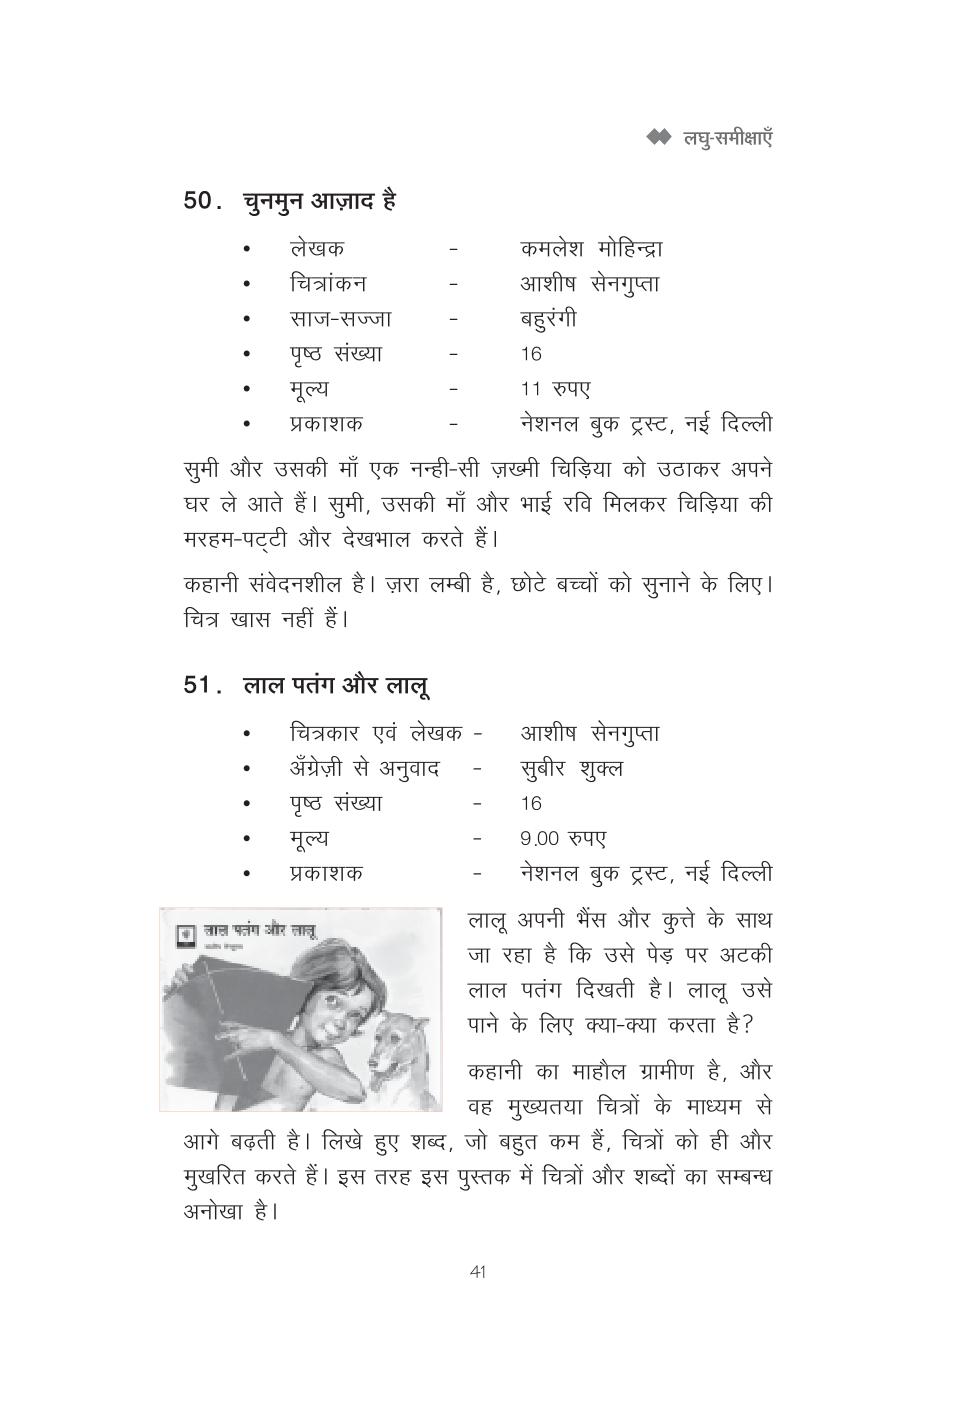 लघु-समीक्षाएँ
50. चुनमुन आज़ाद है
• लेखक - कमलेश मोहिन्द्रा
• चित्रांकन - आशीष सेनगुप्ता
• साज-सज्जा - बहुरंगी
• पृष्ठ संख्या - 16
• मूल्य - 11 रुपए
• प्रकाशक - नेशनल बुक ट्रस्ट, नई दिल्ली
सुमी और उसकी माँ एक नन्ही-सी ज़ख्मी चिड़िया को उठाकर अपने
घर ले आते हैं। सुमी, उसकी माँ और भाई रवि मिलकर चिड़िया की
मरहम-पट्टी और देखभाल करते हैं।
कहानी संवेदनशील है। ज़रा लम्बी है, छोटे बच्चों को सुनाने के लिए।
चित्र खास नहीं हैं।
51. लाल पतंग और लालू
• चित्रकार एवं लेखक - आशीष सेनगुप्ता
• अँग्रेज़ी से अनुवाद - सुबीर शुक्ल
• पृष्ठ संख्या - 16
• मूल्य - 9.00 रुपए
• प्रकाशक - नेशनल बुक ट्रस्ट, नई दिल्ली
लाल पतंग और लालू
लालू अपनी भैंस और कुत्ते के साथ
जा रहा है कि उसे पेड़ पर अटकी
लाल पतंग दिखती है। लालू उसे
पाने के लिए क्या-क्या करता है?
कहानी का माहौल ग्रामीण है, और
वह मुख्यतया चित्रों के माध्यम से
आगे बढ़ती है। लिखे हुए शब्द, जो बहुत कम हैं, चित्रों को ही और
मुखरित करते हैं। इस तरह इस पुस्तक में चित्रों और शब्दों का सम्बन्ध
अनोखा है।
41